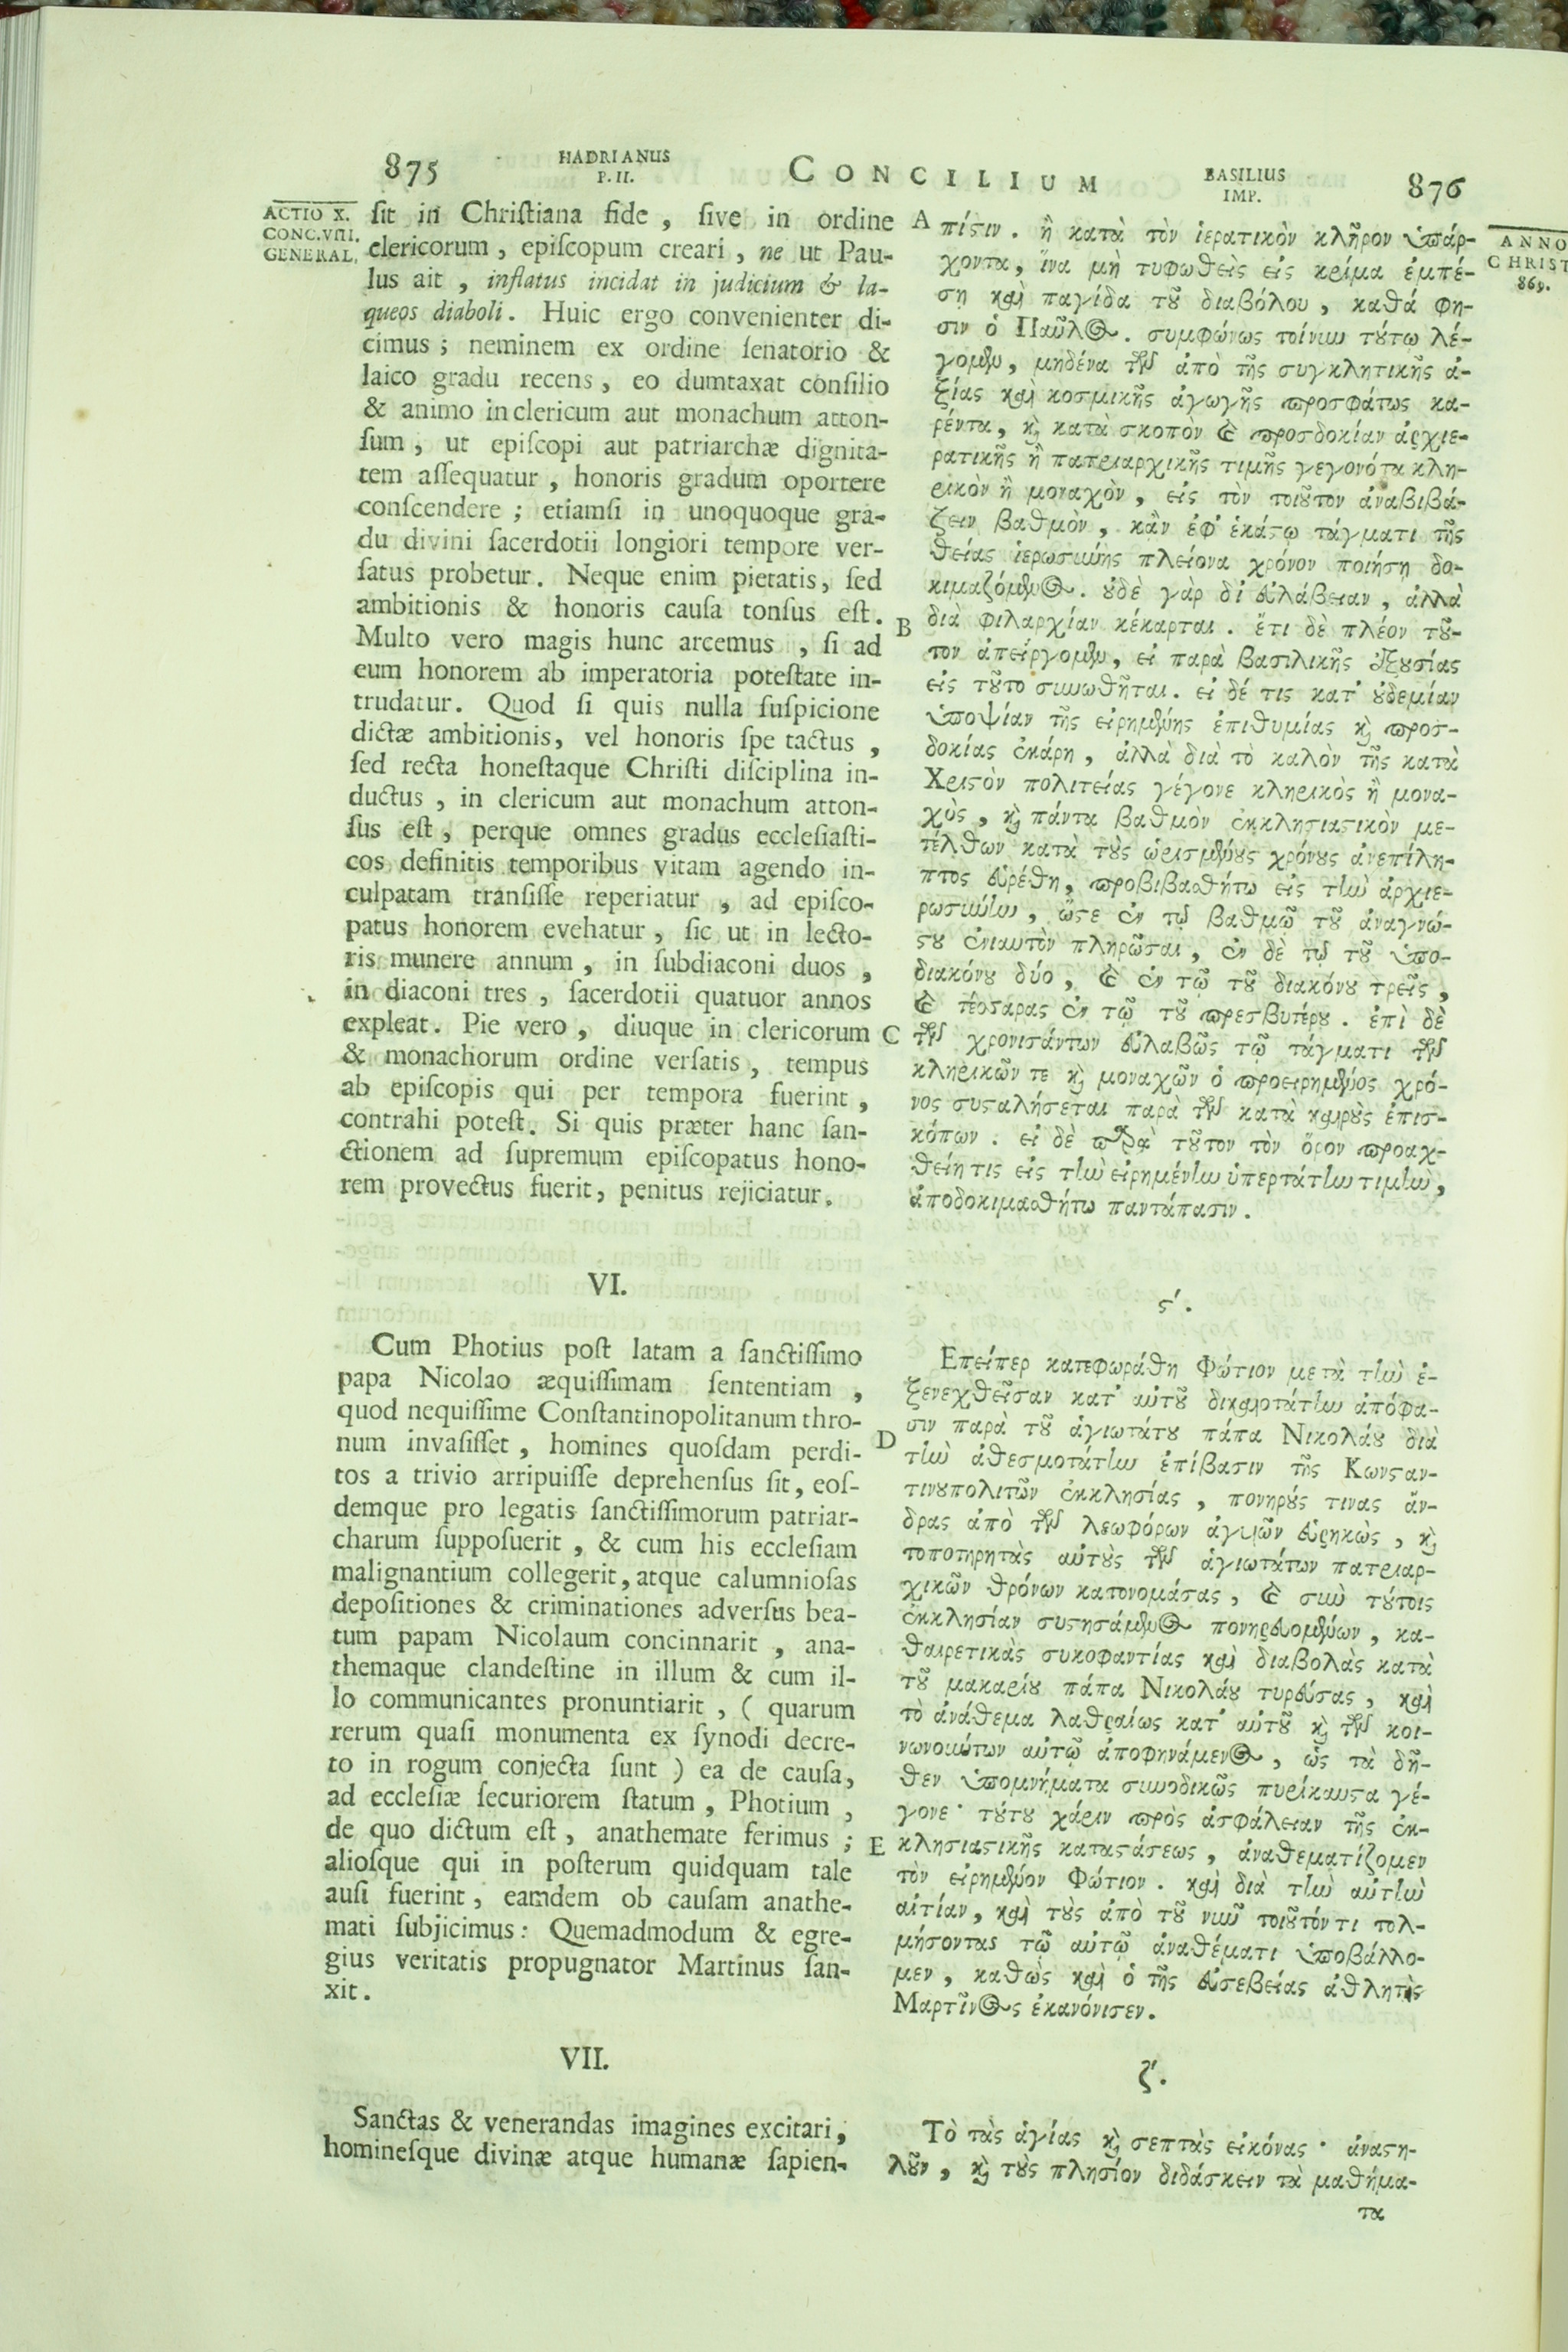 875
HADRIANUS
P. II.
CONCILIUM
BASILIUS
IMP.
876
ACTIO X.
CONC. VIII.
GENERAL.
ſit in Chriſtiana fide, ſive in ordine
clericorum, epiſcopum creari, ne ut Pau-
lus ait, inflatus incidat in judicium & la-
queos diaboli. Huic ergo convenienter di-
cimus; neminem ex ordine ſenatorio &
laico gradu recens, eo dumtaxat conſilio
& animo in clericum aut monachum atton-
ſum, ut epiſcopi aut patriarchæ dignita-
tem aſſequatur, honoris gradum oportere
conſcendere; etiamſi in unoquoque gra-
du divini ſacerdotii longiori tempore ver-
ſatus probetur. Neque enim pietatis, ſed
ambitionis & honoris cauſa tonſus eſt.
Multo vero magis hunc arcemus, ſi ad
eum honorem ab imperatoria poteſtate in-
trudatur. Quod ſi quis nulla ſuſpicione
dictæ ambitionis, vel honoris ſpe tactus,
ſed recta honeſtaque Chriſti diſciplina in-
ductus, in clericum aut monachum atton-
ſus eſt, perque omnes gradus eccleſiaſti-
cos definitis temporibus vitam agendo in-
culpatam tranſiſſe reperiatur, ad epiſco-
patus honorem evehatur, ſic ut in lecto-
ris munere annum, in ſubdiaconi duos,
in diaconi tres, ſacerdotii quatuor annos
expleat. Pie vero, diuque in clericorum
& monachorum ordine verſatis, tempus
ab epiſcopis qui per tempora fuerint,
contrahi poteſt. Si quis præter hanc ſan-
ctionem ad ſupremum epiſcopatus hono-
rem provectus fuerit, penitus rejiciatur.
VI.
Cum Photius poſt latam a ſanctiſſimo
papa Nicolao æquiſſimam ſententiam,
quod nequiſſime Conſtantinopolitanum thro-
num invaſiſſet, homines quoſdam perdi-
tos a trivio arripuiſſe deprehenſus ſit, eoſ-
demque pro legatis ſanctiſſimorum patriar-
charum ſuppoſuerit, & cum his eccleſiam
malignantium collegerit, atque calumnioſas
depoſitiones & criminationes adverſus bea-
tum papam Nicolaum concinnarit, ana-
themaque clandeſtine in illum & cum il-
lo communicantes pronuntiarit, (quarum
rerum quaſi monumenta ex ſynodi decre-
to in rogum conjecta ſunt) ea de cauſa,
ad eccleſiæ ſecuriorem ſtatum, Photium,
de quo dictum eſt, anathemate ferimus;
alioſque qui in poſterum quidquam tale
auſi fuerint, eamdem ob cauſam anathe-
mati ſubjicimus: Quemadmodum & egre-
gius veritatis propugnator Martinus ſan-
xit.
VII.
Sanctas & venerandas imagines excitari,
hominеſque divinæ atque humanæ ſapien-
A
B
C
D
E
πίστιν. ἢ κατὰ τὸν ἱερατικὸν κλῆρον ὑπάρ-
χοντα, ἵνα μὴ τυφωθεὶς εἰς κρίμα ἐμπέ-
ση καὶ παγίδα τοῦ διαβόλου, καθά φη-
σιν ὁ Παῦλος. συμφώνως τοίνυν τούτω λέ-
γομεν, μηδένα τῶν ἀπὸ τῆς συγκλητικῆς ἀ-
ξίας καὶ κοσμικῆς ἀγωγῆς προσφάτως κα-
ρέντα, καὶ κατὰ σκοπὸν καὶ προσδοκίαν ἀρχιε-
ρατικῆς ἢ πατριαρχικῆς τιμῆς γεγονότα κλη-
ρικὸν ἢ μοναχὸν, εἰς τὸν τοιοῦτον ἀναβιβά-
ζειν βαθμὸν, κἂν ἐφ' ἑκάστῳ τάγματι τῆς
θείας ἱερωσύνης πλείονα χρόνον ποιήση δο-
κιμαζόμενος. οὐδὲ γὰρ δι' εὐλάβειαν, ἀλλὰ
διὰ φιλαρχίαν κέκαρται. ἔτι δὲ πλέον τοῦ-
τον ἀπείργομεν, εἰ παρὰ βασιλικῆς ἐξουσίας
εἰς τοῦτο συνωθῆται. εἰ δέ τις κατ' οὐδεμίαν
ὑποψίαν τῆς εἰρημένης ἐπιθυμίας καὶ προσ-
δοκίας ἐκάρη, ἀλλὰ διὰ τὸ καλὸν τῆς κατὰ
Χριστὸν πολιτείας γέγονε κληρικὸς ἢ μονα-
χὸς, καὶ πάντα βαθμὸν ἐκκλησιαστικὸν με-
τέλθων κατὰ τοὺς ὡρισμένους χρόνους ἀνεπίλη-
πτος εὑρέθη, προβιβασθήτω εἰς τὴν ἀρχιε-
ρωσύνην, ὥστε ἐν τῷ βαθμῷ τοῦ ἀναγνώ-
στου ἐνιαυτὸν πληρῶσαι, ἐν δὲ τῷ τοῦ ὑπο-
διακόνου δύο, καὶ ἐν τῷ τοῦ διακόνου τρεῖς,
καὶ τέσσαρας ἐν τῷ τοῦ πρεσβυτέρου. ἐπὶ δὲ
τῶν χρονισάντων εὐλαβῶς τῷ τάγματι τῶν
κληρικῶν τε καὶ μοναχῶν ὁ προειρημένος χρό-
νος συσταλήσεται παρὰ τῶν κατὰ καιροὺς ἐπισ-
κόπων. εἰ δὲ παρὰ τοῦτον τὸν ὅρον προαχ-
θείη τις εἰς τὴν εἰρημένην ὑπερτάτην τιμὴν,
ἀποδοκιμασθήτω παντάπασιν.
ϛ'.
Επείπερ κατεφωράθη Φώτιον μετὰ τὴν ἐ-
ξενεχθεῖσαν κατ' αὐτοῦ δικαιοτάτην ἀπόφα-
σιν παρὰ τοῦ ἁγιωτάτου πάπα Νικολάου διὰ
τὴν ἀθεσμοτάτην ἐπίβασιν τῆς Κωνσταν-
τινουπολιτῶν ἐκκλησίας, πονηρούς τινας ἄν-
δρας ἀπὸ τῶν λεωφόρων ἀγυιῶν εὑρηκὼς, καὶ
τοποτηρητὰς αὐτοὺς τῶν ἁγιωτάτων πατριαρ-
χικῶν θρόνων κατονομάσας, καὶ σὺν τούτοις
ἐκκλησίαν συστησάμενος πονηρευομένων, κα-
θαιρετικὰς συκοφαντίας καὶ διαβολὰς κατὰ
τοῦ μακαρίου πάπα Νικολάου τυρεύσας, καὶ
τὸ ἀνάθεμα λαθραίως κατ' αὐτοῦ καὶ τῶν κοι-
νωνούντων αὐτῷ ἀποφηνάμενος, ὡς τὰ δῆ-
θεν ὑπομνήματα συνοδικῶς πυρίκαυστα γέ-
γονε· τούτου χάριν πρὸς ἀσφάλειαν τῆς ἐκ-
κλησιαστικῆς καταστάσεως, ἀναθεματίζομεν
τὸν εἰρημένον Φώτιον. καὶ διὰ τὴν αὐτὴν
αἰτίαν, καὶ τοὺς ἀπὸ τοῦ νῦν τοιοῦτόν τι τολ-
μήσοντας τῷ αὐτῷ ἀναθέματι ὑποβάλλο-
μεν, καθὼς καὶ ὁ τῆς εὐσεβείας ἀθλητὴς
Μαρτῖνος ἐκανόνισεν.
ζ'.
Τὸ τὰς ἁγίας καὶ σεπτὰς εἰκόνας· ἀναστη-
λοῦν, καὶ τοὺς πλησίον διδάσκειν τὰ μαθήμα-
τα
ANNO
CHRIST
869.